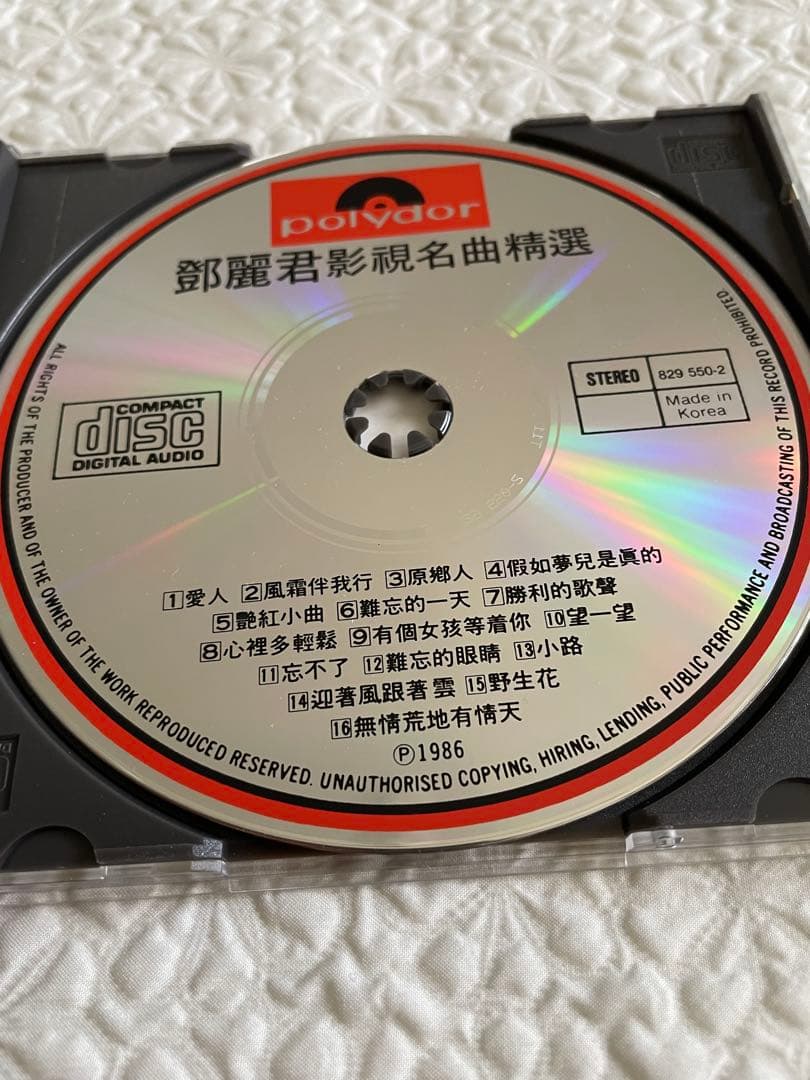 polydor
鄧麗君影視名曲精選
COMPACT
disc
DIGITAL AUDIO
STEREO 829 550-2
Made in
Korea
1愛人 2風霜伴我行 3原鄉人 4假如夢兒是眞的
5艷紅小曲 6難忘的一天 7勝利的歌聲
8心裡多輕鬆 9有個女孩等着你 10望一望
11忘不了 12難忘的眼睛 13小路
14迎著風跟著雲 15野生花
16無情荒地有情天
Ⓟ1986
ALL RIGHTS OF THE PRODUCER AND OF THE OWNER OF THE WORK REPRODUCED RESERVED. UNAUTHORISED COPYING, HIRING, LENDING, PUBLIC PERFORMANCE AND BROADCASTING OF THIS RECORD PROHIBITED.
disc